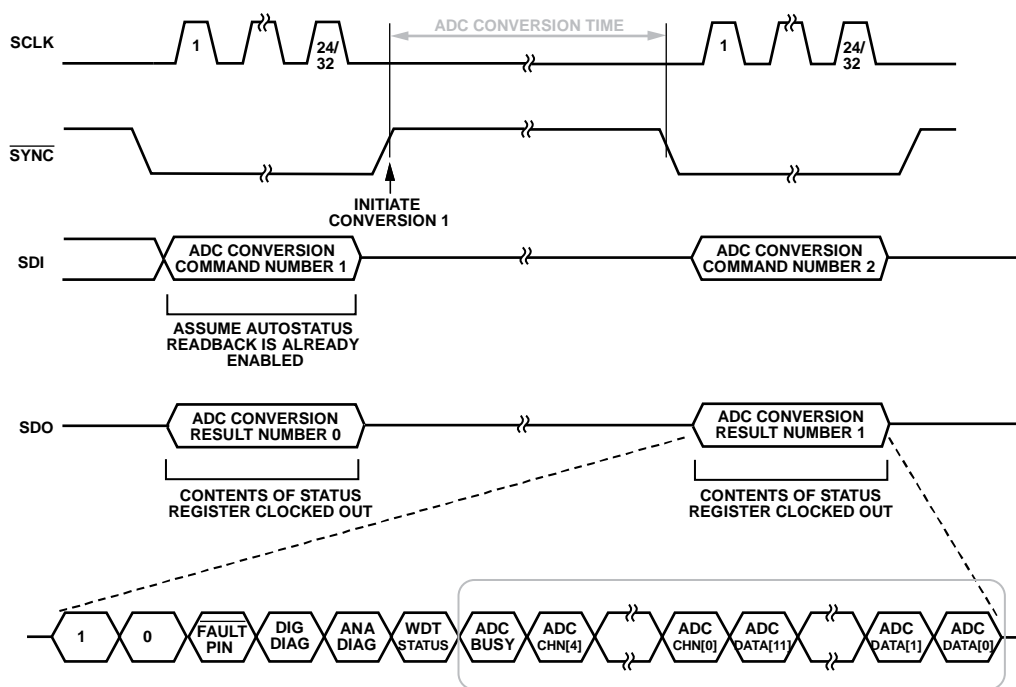 ADC CONVERSION TIME
SCLK
1
24/
32
1
24/
32
SYNC
INITIATE
CONVERSION 1
SDI
ADC CONVERSION
COMMAND NUMBER 1
ADC CONVERSION
COMMAND NUMBER 2
ASSUME AUTOSTATUS
READBACK IS ALREADY
ENABLED
SDO
ADC CONVERSION
RESULT NUMBER 0
ADC CONVERSION
RESULT NUMBER 1
CONTENTS OF STATUS
REGISTER CLOCKED OUT
CONTENTS OF STATUS
REGISTER CLOCKED OUT
1
0
FAULT
PIN
DIG
DIAG
ANA
DIAG
WDT
STATUS
ADC
BUSY
ADC
CHN[4]
ADC
CHN[0]
ADC
DATA[11]
ADC
DATA[1]
ADC
DATA[0]